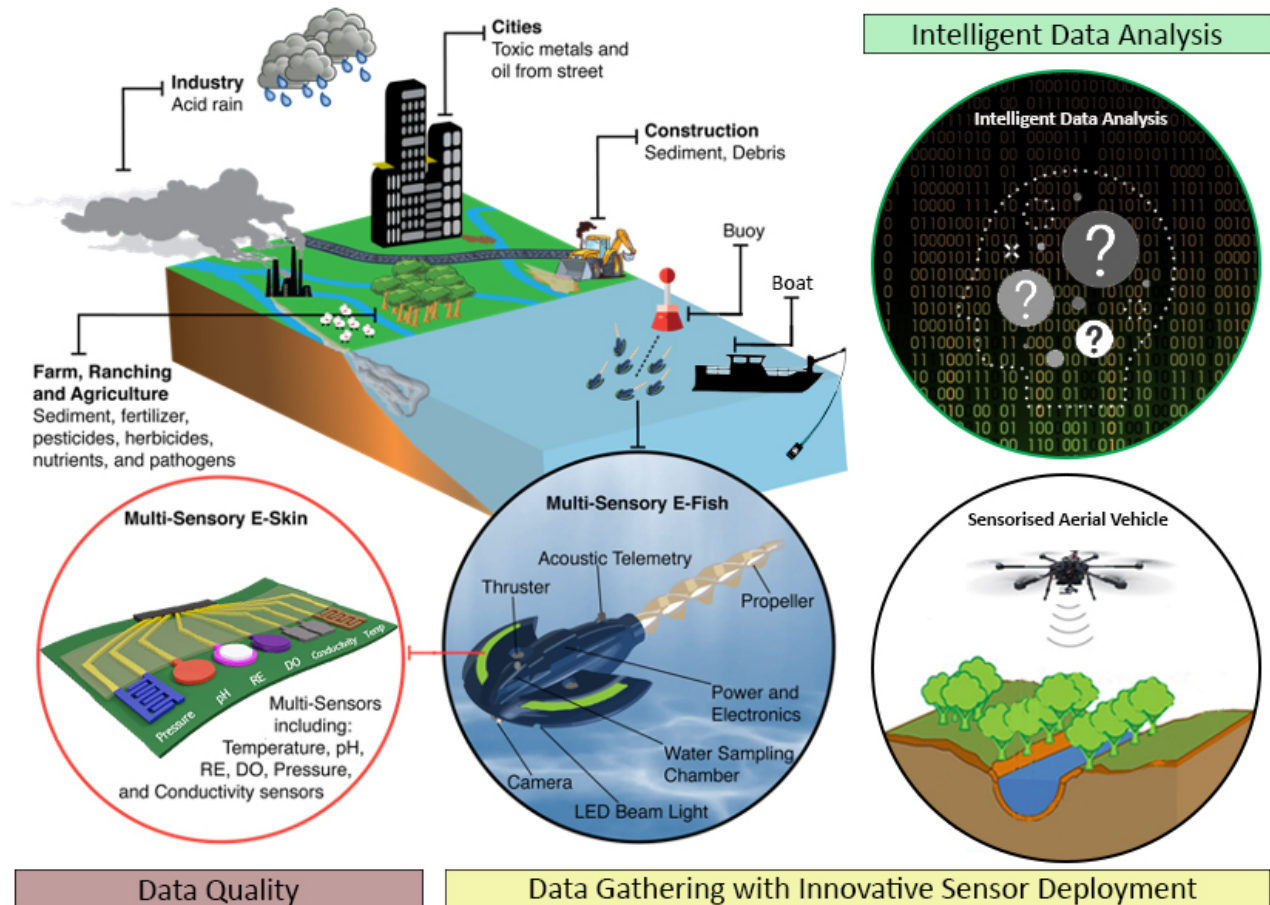 Cities
Toxic metals and
oil from street
Industry
Acid rain
Construction
Sediment, Debris
Buoy
Boat
Farm, Ranching
and Agriculture
Sediment, fertilizer,
pesticides, herbicides,
nutrients, and pathogens
Intelligent Data Analysis
Intelligent Data Analysis
?
?
?
Multi-Sensory E-Skin
Pressure
pH
RE
DO
Conductivity
Temp
Multi-Sensors
including:
Temperature, pH,
RE, DO, Pressure,
and Conductivity sensors
Multi-Sensory E-Fish
Acoustic Telemetry
Thruster
Propeller
Power and
Electronics
Water Sampling
Chamber
Camera
LED Beam Light
Sensorised Aerial Vehicle
Data Quality
Data Gathering with Innovative Sensor Deployment